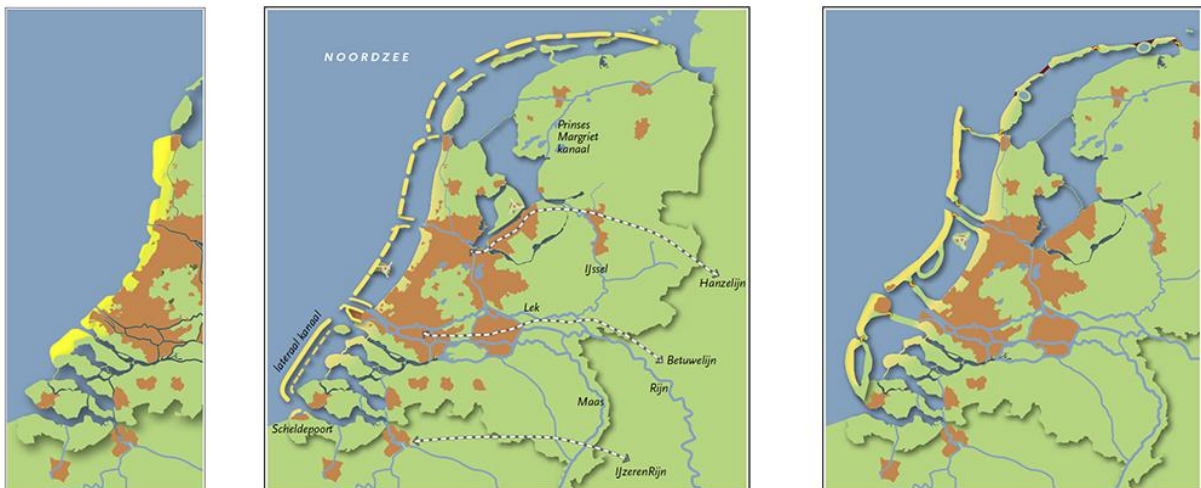 NOORDZEE
Prinses
Margriet
kanaal
IJssel
Hanzelijn
Lek
lateraal kanaal
Betuwelijn
Rijn
Maas
Scheldepoort
IJzerenRijn